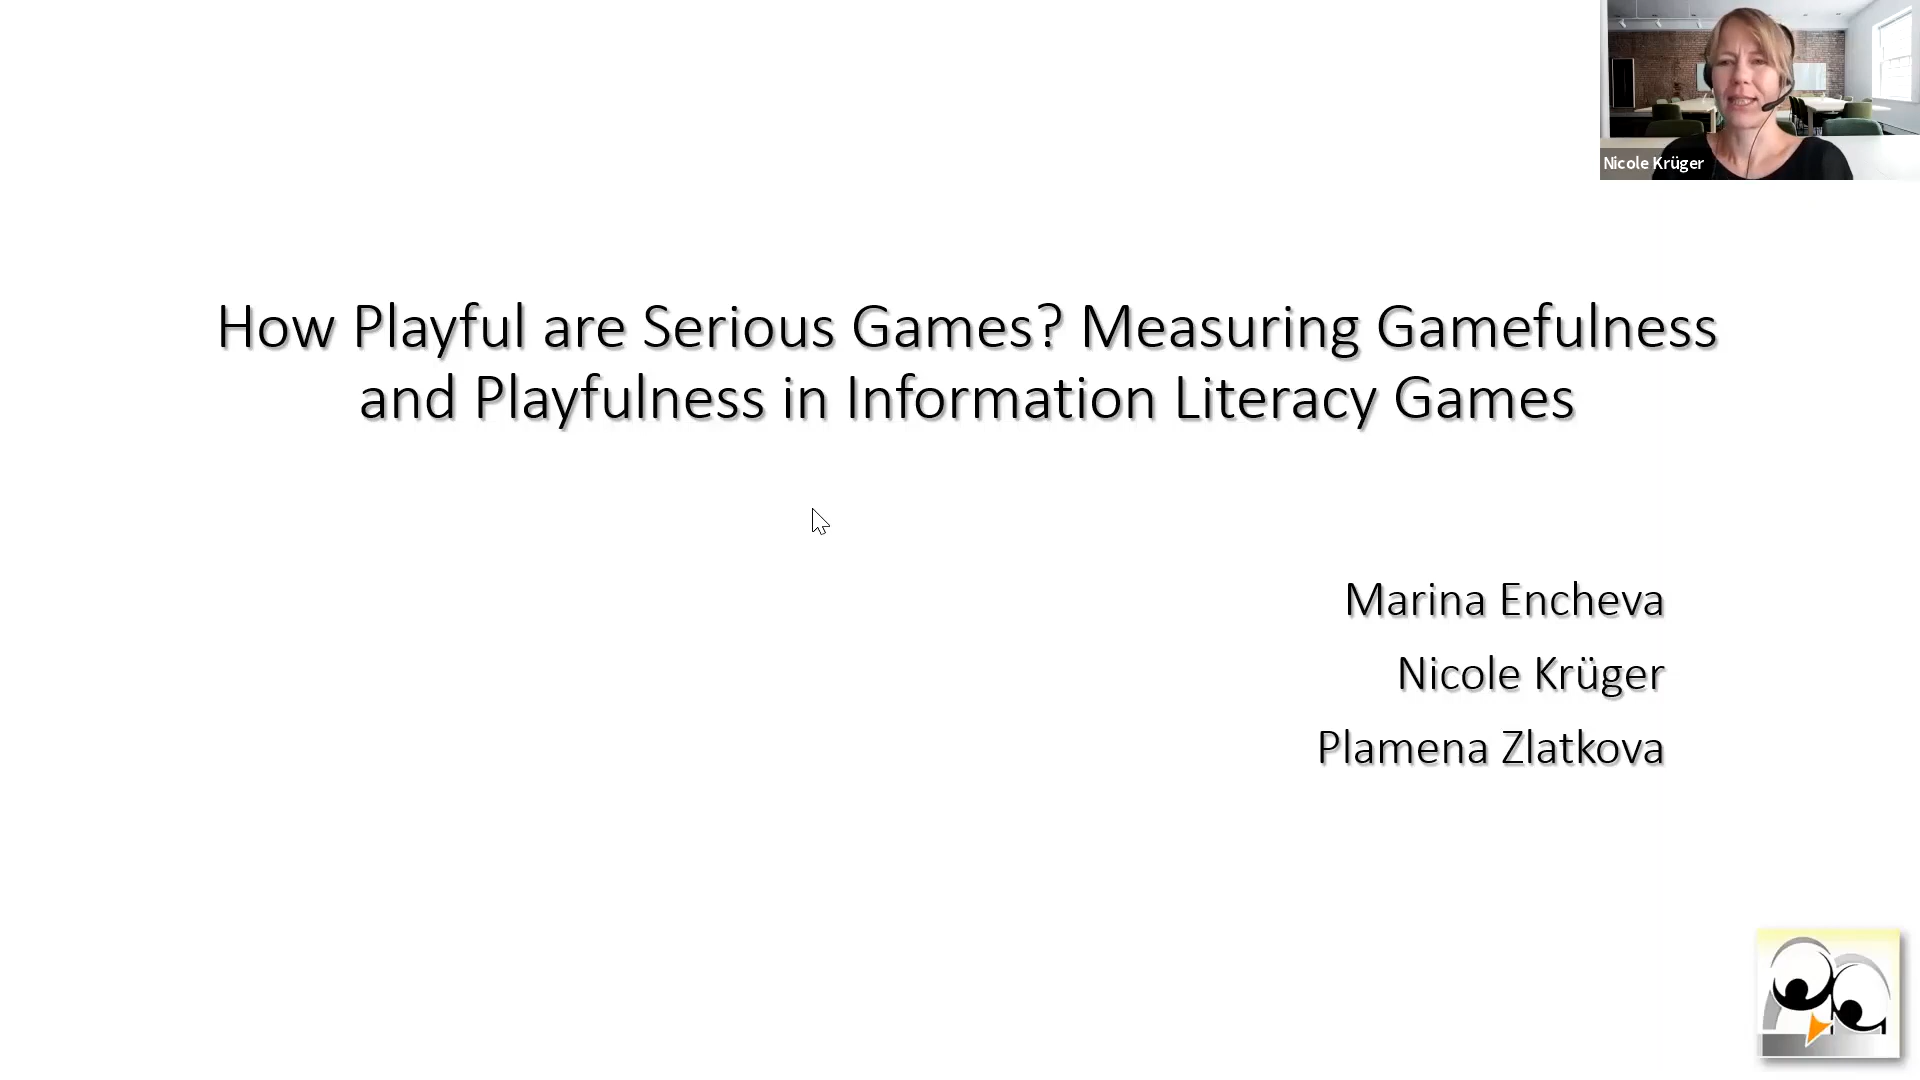 Nicole Krüger
How Playful are Serious Games? Measuring Gamefulness
and Playfulness in Information Literacy Games
Marina Encheva
Nicole Krüger
Plamena Zlatkova